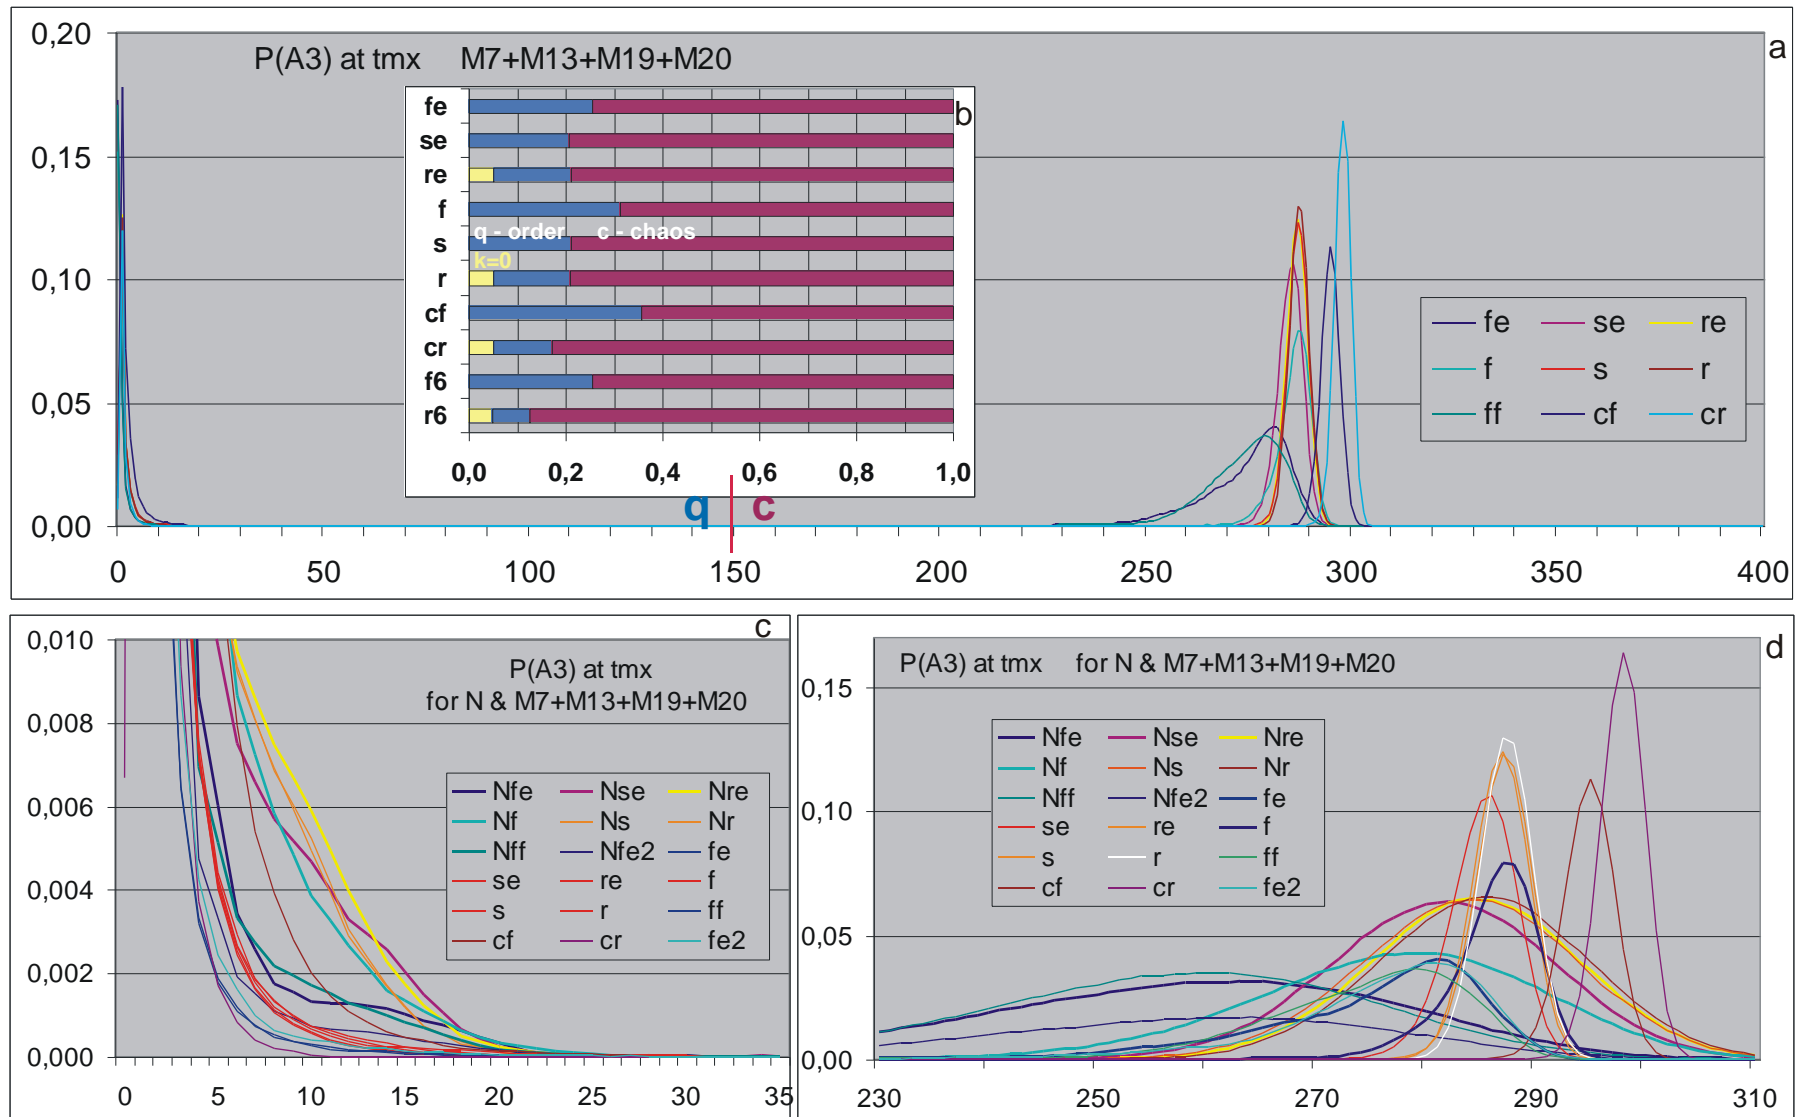 a
0,20
P(A3) at tmx M7+M13+M19+M20
b
fe
se
re
f
s
q - order c - chaos
k=0
r
cf
cr
f6
r6
0,0 0,2 0,4 0,6 0,8 1,0
0,15
0,10
0,05
0,00
fe se re
f s r
ff cf cr
q c
0 50 100 150 200 250 300 350 400
c
0,010
P(A3) at tmx
for N & M7+M13+M19+M20
0,008
0,006
0,004
0,002
0,000
Nfe Nse Nre
Nf Ns Nr
Nff Nfe2 fe
se re f
s r ff
cf cr fe2
0 5 10 15 20 25 30 35
d
P(A3) at tmx for N & M7+M13+M19+M20
0,15
0,10
0,05
0,00
Nfe Nse Nre
Nf Ns Nr
Nff Nfe2 fe
se re f
s r ff
cf cr fe2
230 250 270 290 310